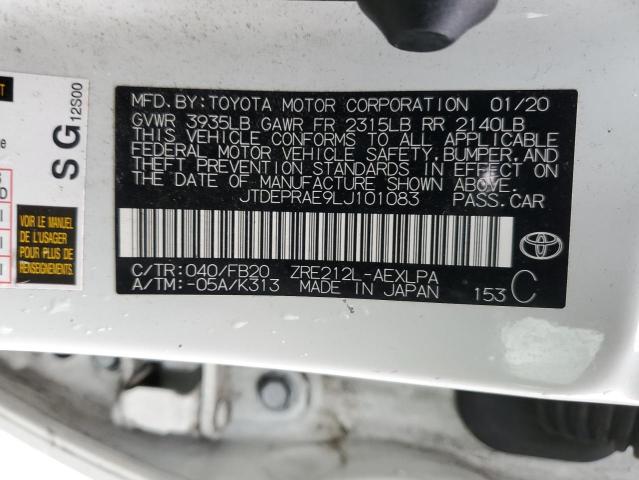 MFD. BY: TOYOTA MOTOR CORPORATION 01/20
GVWR 3935LB GAWR FR 2315LB RR 2140LB
THIS VEHICLE CONFORMS TO ALL APPLICABLE
FEDERAL MOTOR VEHICLE SAFETY, BUMPER, AND
THEFT PREVENTION STANDARDS IN EFFECT ON
THE DATE OF MANUFACTURE SHOWN ABOVE.
JTDEPRAE9LJ101083 PASS. CAR
TOYOTA
C/TR: 040/FB20 ZRE212L-AEXLPA
A/TM: -05A/K313 MADE IN JAPAN 153 C
SG
12S00
VOIR LE MANUEL
DE L'USAGER
POUR PLUS